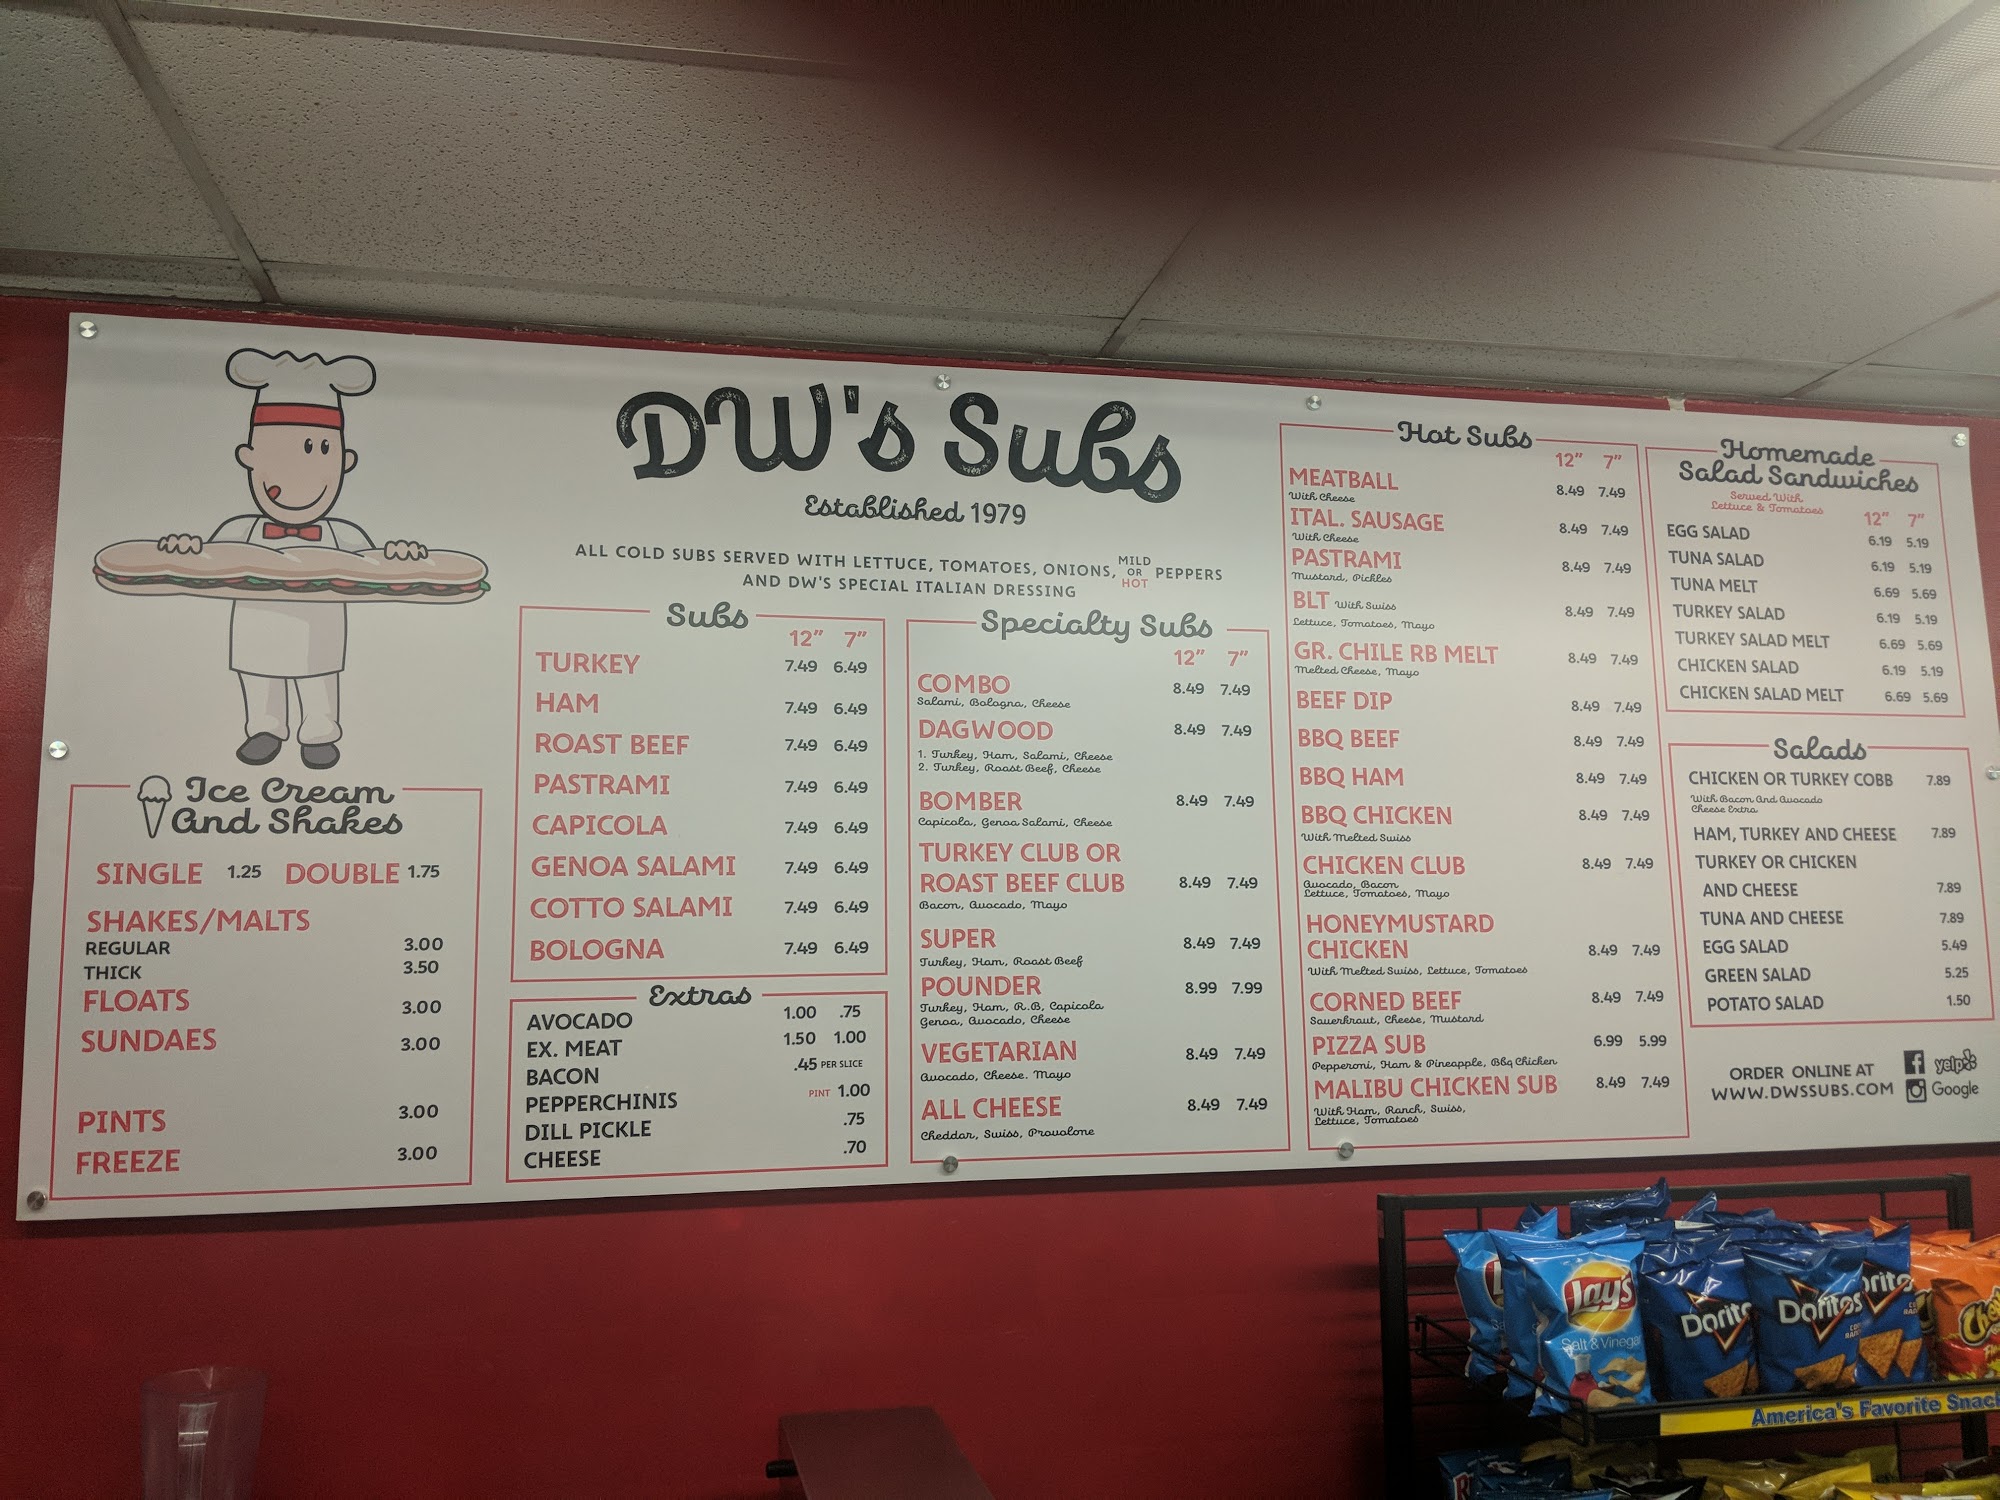 DW's Subs
Established 1979
ALL COLD SUBS SERVED WITH LETTUCE, TOMATOES, ONIONS, MILD OR HOT PEPPERS
AND DW'S SPECIAL ITALIAN DRESSING
Ice Cream
And Shakes
SINGLE 1.25 DOUBLE 1.75
SHAKES/MALTS
REGULAR 3.00
THICK 3.50
FLOATS 3.00
SUNDAES 3.00
PINTS 3.00
FREEZE 3.00
Subs
12" 7"
TURKEY 7.49 6.49
HAM 7.49 6.49
ROAST BEEF 7.49 6.49
PASTRAMI 7.49 6.49
CAPICOLA 7.49 6.49
GENOA SALAMI 7.49 6.49
COTTO SALAMI 7.49 6.49
BOLOGNA 7.49 6.49
Extras
AVOCADO 1.00 .75
EX. MEAT 1.50 1.00
BACON .45 PER SLICE
PEPPERCHINIS PINT 1.00
DILL PICKLE .75
CHEESE .70
Specialty Subs
12" 7"
COMBO 8.49 7.49
Salami, Bologna, Cheese
DAGWOOD 8.49 7.49
1. Turkey, Ham, Salami, Cheese
2. Turkey, Roast Beef, Cheese
BOMBER 8.49 7.49
Capicola, Genoa Salami, Cheese
TURKEY CLUB OR
ROAST BEEF CLUB 8.49 7.49
Bacon, Avocado, Mayo
SUPER 8.49 7.49
Turkey, Ham, Roast Beef
POUNDER 8.99 7.99
Turkey, Ham, R.B, Capicola
Genoa, Avocado, Cheese
VEGETARIAN 8.49 7.49
Avocado, Cheese. Mayo
ALL CHEESE 8.49 7.49
Cheddar, Swiss, Provolone
Hot Subs
12" 7"
MEATBALL 8.49 7.49
With Cheese
ITAL. SAUSAGE 8.49 7.49
With Cheese
PASTRAMI 8.49 7.49
Mustard, Pickles
BLT With Swiss 8.49 7.49
Lettuce, Tomatoes, Mayo
GR. CHILE RB MELT 8.49 7.49
Melted Cheese, Mayo
BEEF DIP 8.49 7.49
BBQ BEEF 8.49 7.49
BBQ HAM 8.49 7.49
BBQ CHICKEN 8.49 7.49
With Melted Swiss
CHICKEN CLUB 8.49 7.49
Avocado, Bacon
Lettuce, Tomatoes, Mayo
HONEYMUSTARD
CHICKEN 8.49 7.49
With Melted Swiss, Lettuce, Tomatoes
CORNED BEEF 8.49 7.49
Sauerkraut, Cheese, Mustard
PIZZA SUB 6.99 5.99
Pepperoni, Ham & Pineapple, Bbq Chicken
MALIBU CHICKEN SUB 8.49 7.49
With Ham, Ranch, Swiss,
Lettuce, Tomatoes
Homemade
Salad Sandwiches
Served With
Lettuce & Tomatoes
12" 7"
EGG SALAD 6.19 5.19
TUNA SALAD 6.19 5.19
TUNA MELT 6.69 5.69
TURKEY SALAD 6.19 5.19
TURKEY SALAD MELT 6.69 5.69
CHICKEN SALAD 6.19 5.19
CHICKEN SALAD MELT 6.69 5.69
Salads
CHICKEN OR TURKEY COBB 7.89
With Bacon And Avocado
Cheese Extra
HAM, TURKEY AND CHEESE 7.89
TURKEY OR CHICKEN
AND CHEESE 7.89
TUNA AND CHEESE 7.89
EGG SALAD 5.49
GREEN SALAD 5.25
POTATO SALAD 1.50
ORDER ONLINE AT
WWW.DWSSUBS.COM
yelp
Google
Lay's
Salt & Vinegar
Doritos
Doritos
America's Favorite Snac